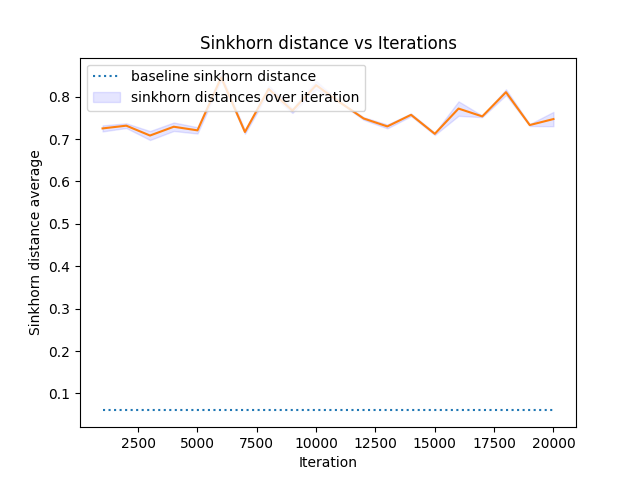 Sinkhorn distance vs Iterations
baseline sinkhorn distance
sinkhorn distances over iteration
Sinkhorn distance average
0.8
0.7
0.6
0.5
0.4
0.3
0.2
0.1
2500 5000 7500 10000 12500 15000 17500 20000
Iteration